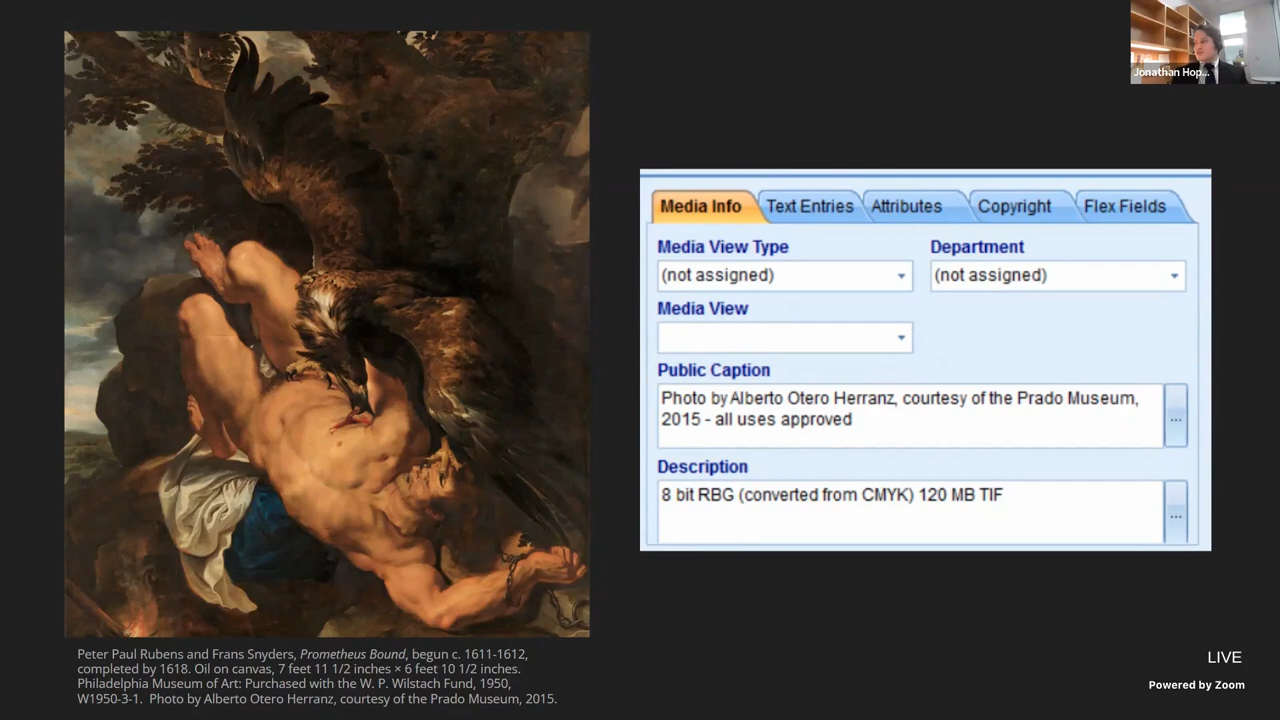 Jonathan Hop...
Media Info Text Entries Attributes Copyright Flex Fields
Media View Type Department
(not assigned) (not assigned)
Media View
Public Caption
Photo by Alberto Otero Herranz, courtesy of the Prado Museum,
2015 - all uses approved
...
Description
8 bit RBG (converted from CMYK) 120 MB TIF
...
Peter Paul Rubens and Frans Snyders, Prometheus Bound, begun c. 1611-1612,
completed by 1618. Oil on canvas, 7 feet 11 1/2 inches × 6 feet 10 1/2 inches.
Philadelphia Museum of Art: Purchased with the W. P. Wilstach Fund, 1950,
W1950-3-1. Photo by Alberto Otero Herranz, courtesy of the Prado Museum, 2015.
LIVE
Powered by Zoom